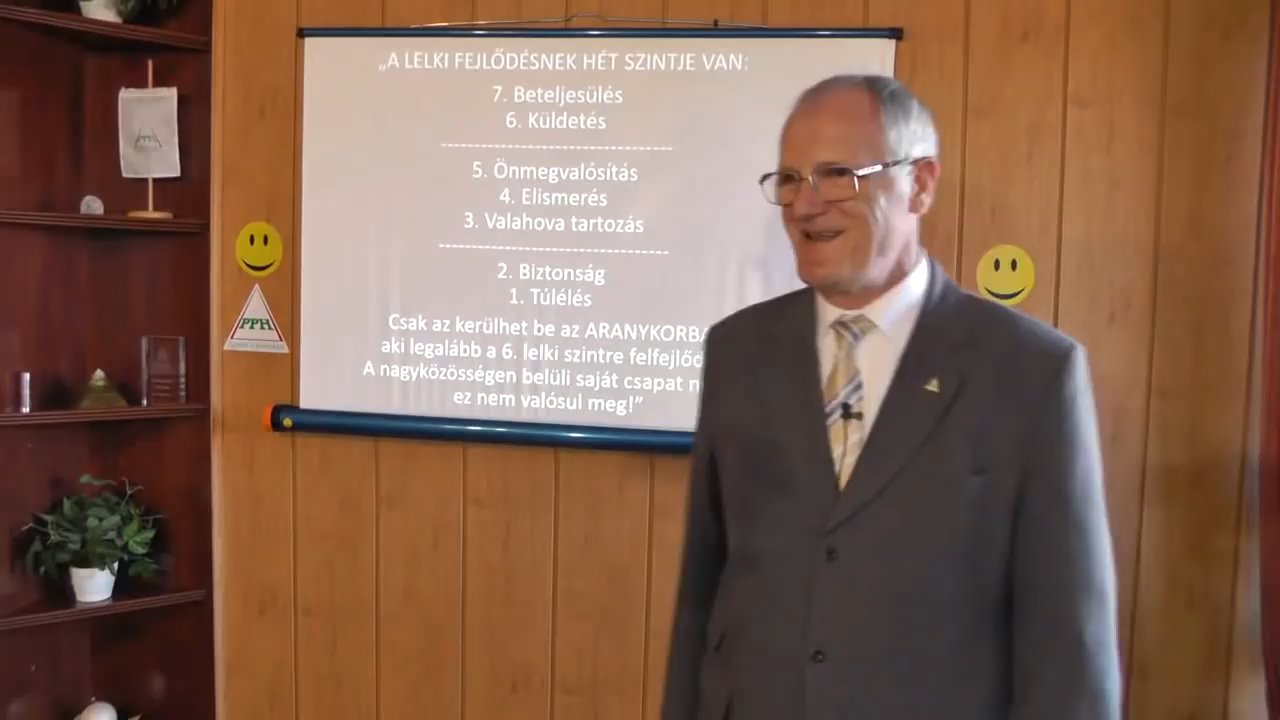 „A LELKI FEJLŐDÉSNEK HÉT SZINTJE VAN:
7. Beteljesülés
6. Küldetés
5. Önmegvalósítás
4. Elismerés
3. Valahova tartozás
2. Biztonság
1. Túlélés
Csak az kerülhet be az
aki legalább a 6. lelki szintre
A nagyközösségen belüli saját csapat
ez nem valósul meg!”
PPH